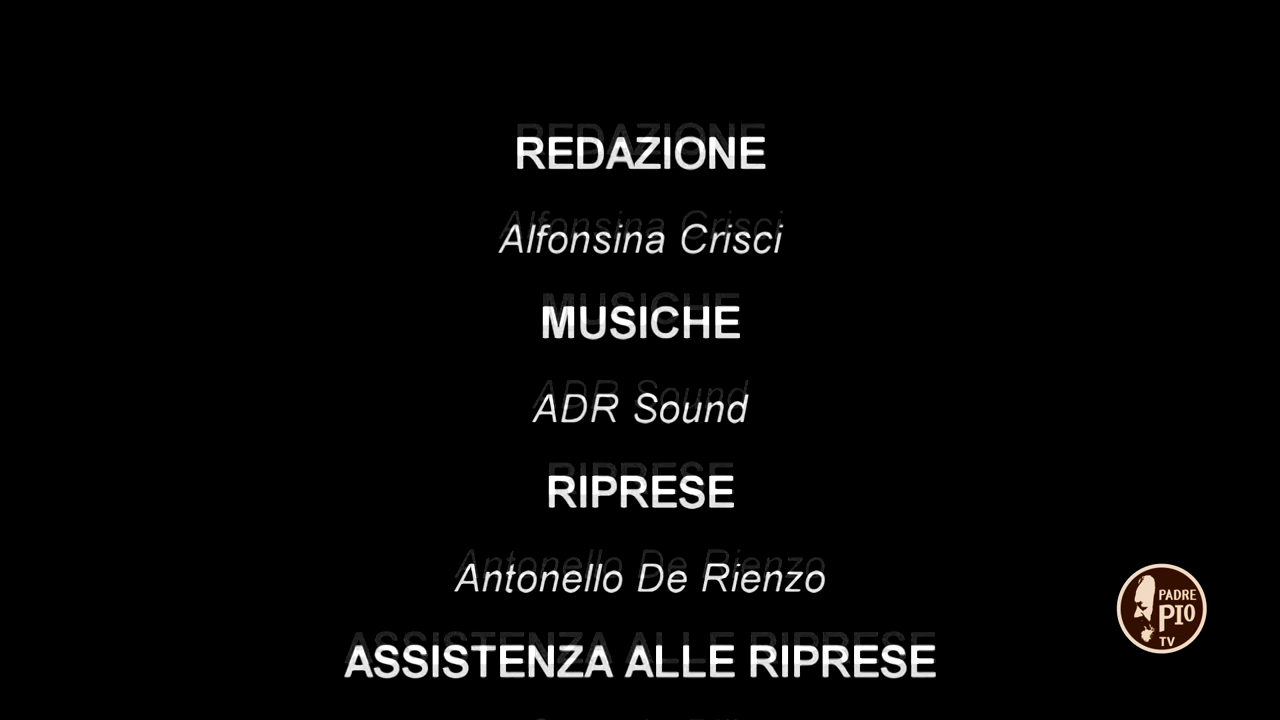 REDAZIONE
Alfonsina Crisci
MUSICHE
ADR Sound
RIPRESE
Antonello De Rienzo
ASSISTENZA ALLE RIPRESE
PADRE
PIO
TV